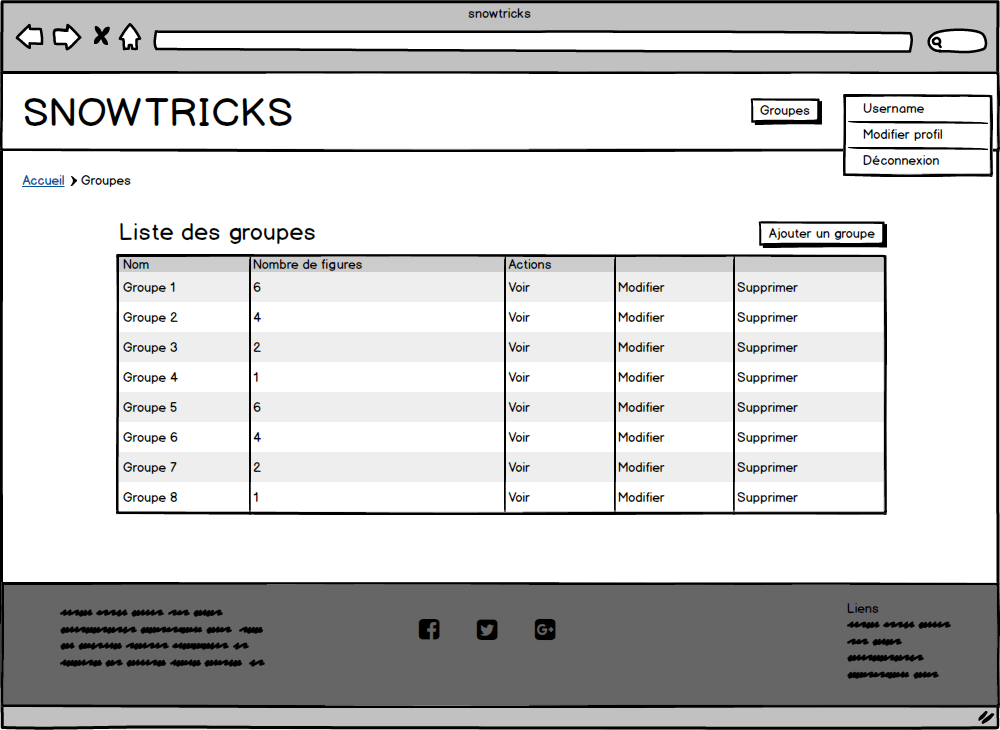 snowtricks
SNOWTRICKS
Groupes
Username
Modifier profil
Déconnexion
Accueil Groupes
Liste des groupes
Ajouter un groupe
Nom Nombre de figures Actions
Groupe 1 6 Voir Modifier Supprimer
Groupe 2 4 Voir Modifier Supprimer
Groupe 3 2 Voir Modifier Supprimer
Groupe 4 1 Voir Modifier Supprimer
Groupe 5 6 Voir Modifier Supprimer
Groupe 6 4 Voir Modifier Supprimer
Groupe 7 2 Voir Modifier Supprimer
Groupe 8 1 Voir Modifier Supprimer
Liens